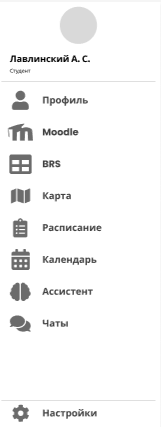 Лавлинский А. С.
Студент
Профиль
Moodle
BRS
Карта
Расписание
Календарь
Ассистент
Чаты
Настройки